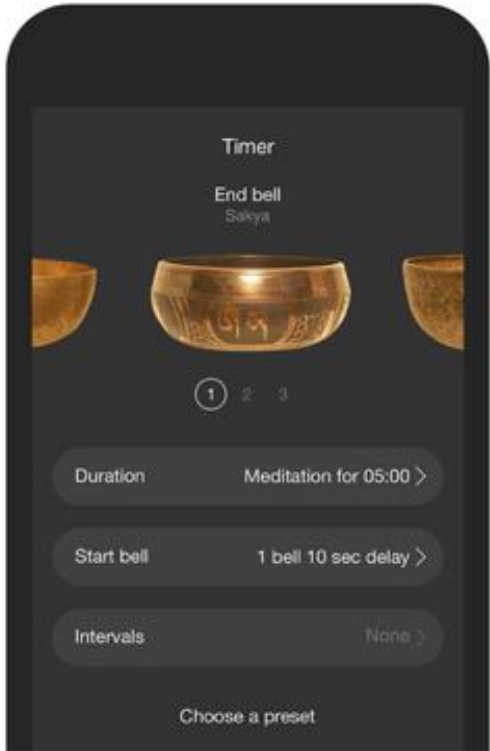 Timer
End bell
Sakya
1 2 3
Duration Meditation for 05:00 >
Start bell 1 bell 10 sec delay >
Intervals None >
Choose a preset